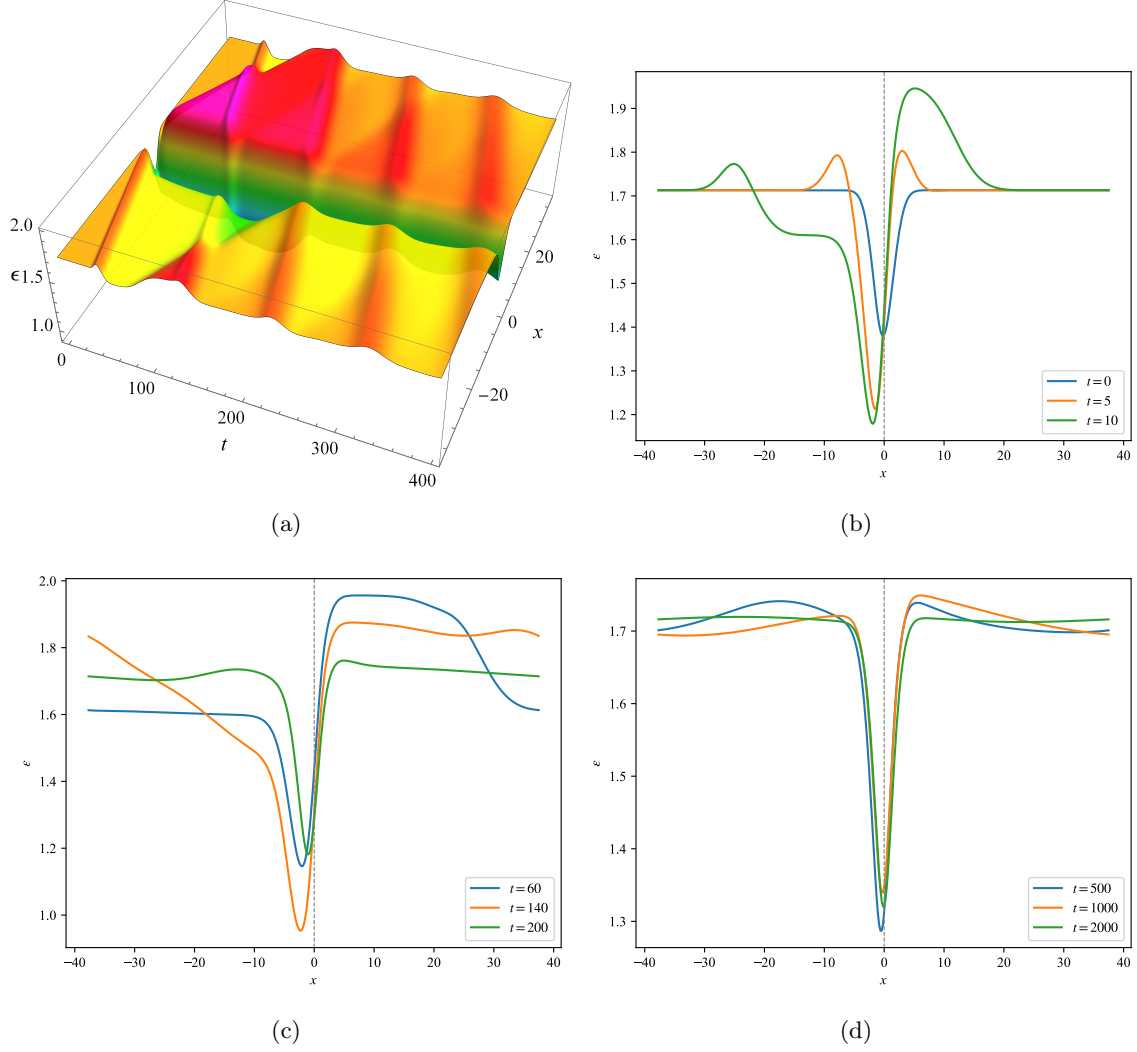 2.0
ϵ1.5
1.0
0
100
200
300
400
t
20
0
x
−20
(a)
1.9
1.8
1.7
1.6
1.5
1.4
1.3
1.2
ε
−40 −30 −20 −10 0 10 20 30 40
x
t = 0
t = 5
t = 10
(b)
2.0
1.8
1.6
1.4
1.2
1.0
ε
−40 −30 −20 −10 0 10 20 30 40
x
t = 60
t = 140
t = 200
(c)
1.7
1.6
1.5
1.4
1.3
ε
−40 −30 −20 −10 0 10 20 30 40
x
t = 500
t = 1000
t = 2000
(d)